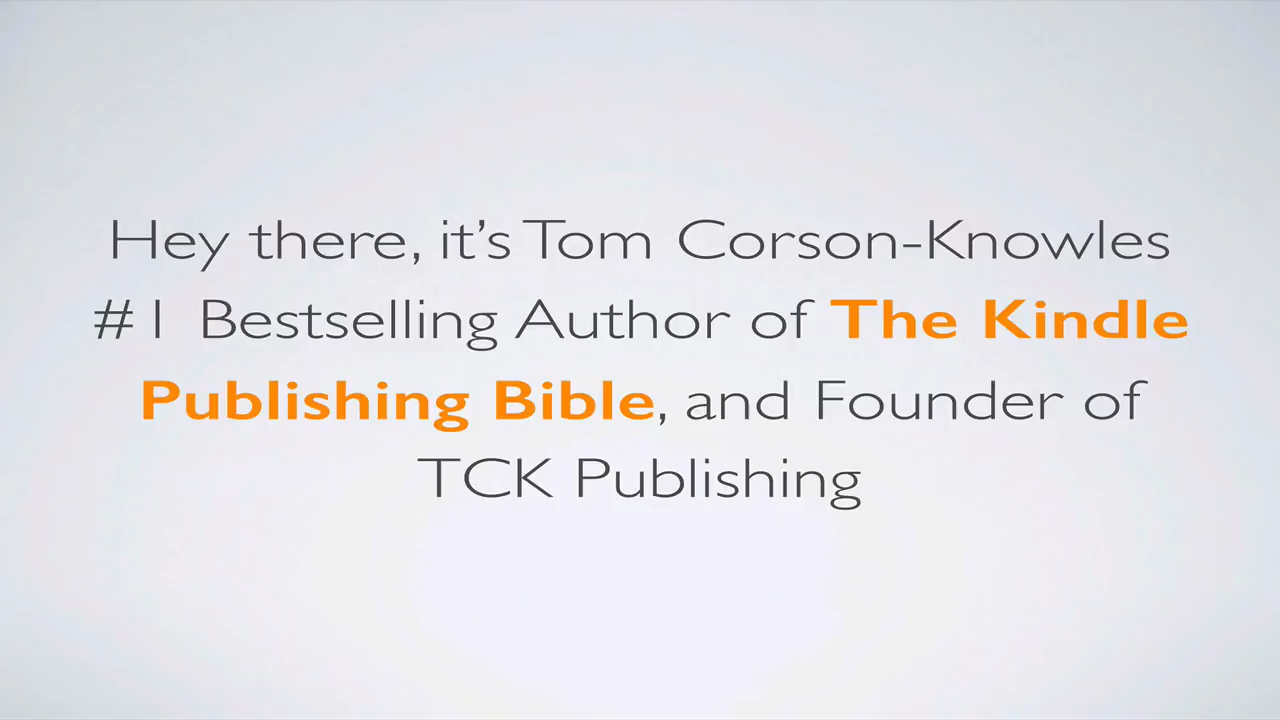 Hey there, it's Tom Corson-Knowles
#1 Bestselling Author of The Kindle
Publishing Bible, and Founder of
TCK Publishing